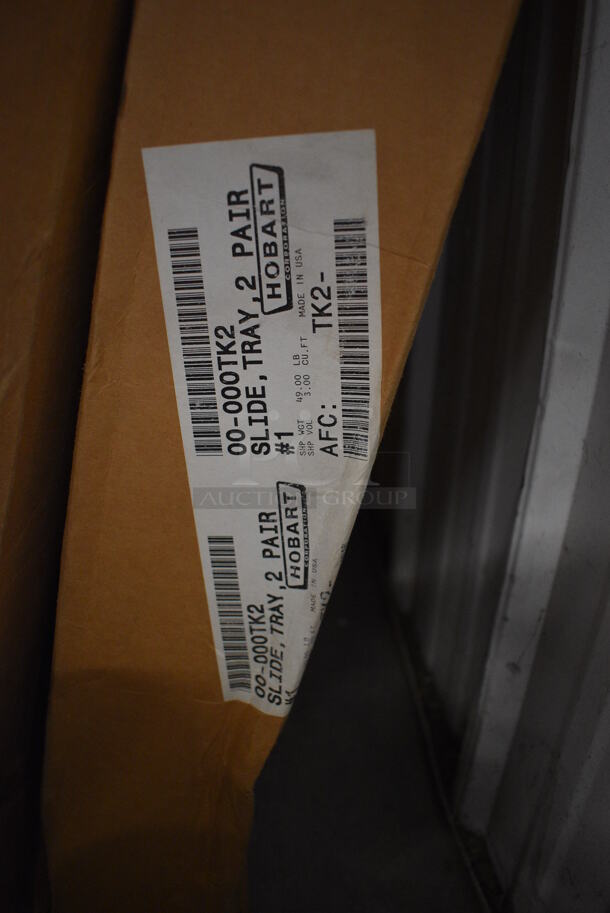 00-000TK2
SLIDE,TRAY,2 PAIR
#1
HOBART
CORPORATION
SHP WGT 49.00 LB
SHP VOL 3.00 CU.FT MADE IN USA
AFC: TK2-
00-000TK2
SLIDE,TRAY,2 PAIR
#1
HOBART
CORPORATION
MADE IN USA
AUCTION GROUP